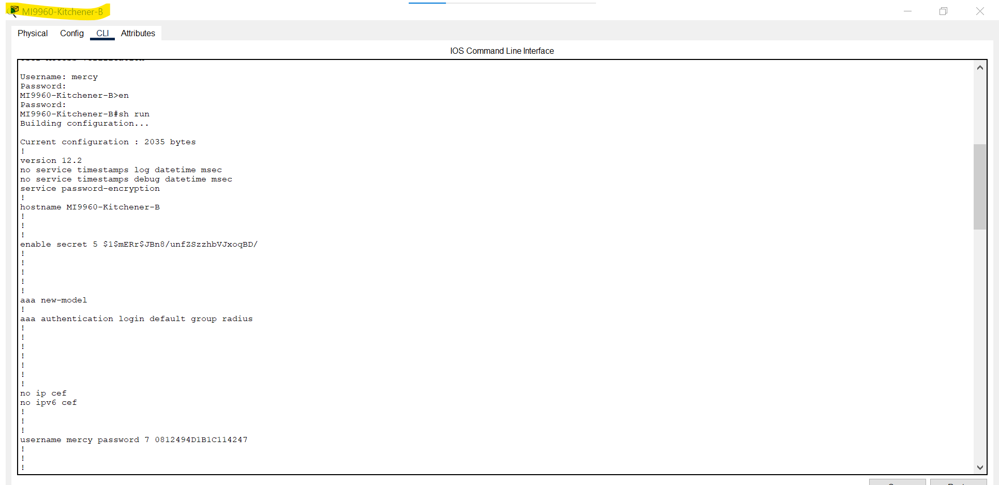 MI9960-Kitchener-B
Physical Config CLI Attributes
IOS Command Line Interface
User Access Verification
Username: mercy
Password:
MI9960-Kitchener-B>en
Password:
MI9960-Kitchener-B#sh run
Building configuration...
Current configuration : 2035 bytes
!
version 12.2
no service timestamps log datetime msec
no service timestamps debug datetime msec
service password-encryption
!
hostname MI9960-Kitchener-B
!
!
!
enable secret 5 $1$mERr$JBn8/unfZSzzhbVJxoqBD/
!
!
!
!
!
aaa new-model
!
aaa authentication login default group radius
!
!
!
!
!
!
!
no ip cef
no ipv6 cef
!
!
!
username mercy password 7 0812494D1B1C114247
!
!
!